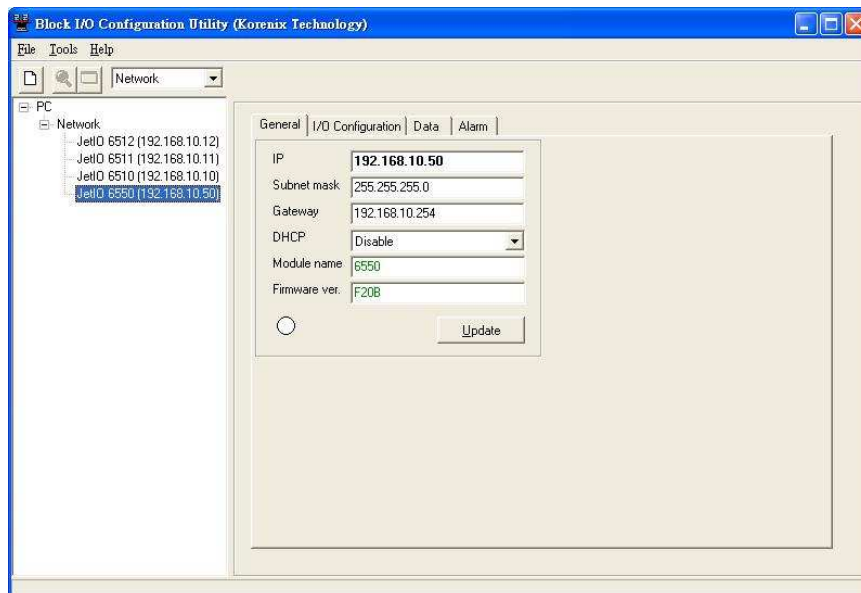 Block I/O Configuration Utility (Korenix Technology)
File Tools Help
Network
PC
Network
JetIO 6512 (192.168.10.12)
JetIO 6511 (192.168.10.11)
JetIO 6510 (192.168.10.10)
JetIO 6550 (192.168.10.50)
General I/O Configuration Data Alarm
IP 192.168.10.50
Subnet mask 255.255.255.0
Gateway 192.168.10.254
DHCP Disable
Module name 6550
Firmware ver. F20B
Update